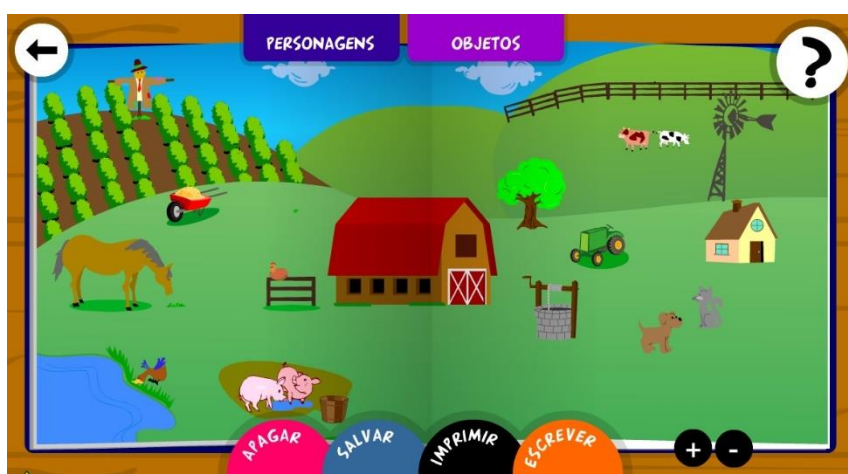 PERSONAGENS
OBJETOS
?
APAGAR
SALVAR
IMPRIMIR
ESCREVER
+
-